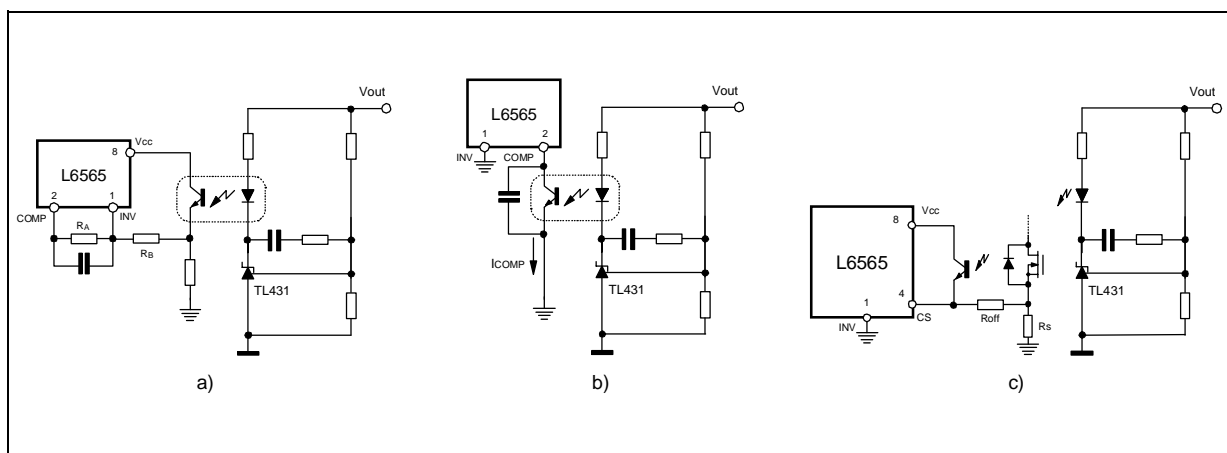 Vout
Vcc
8
L6565
2
1
COMP
INV
RA
RB
TL431
a)
L6565
1
2
INV
COMP
ICOMP
Vout
TL431
b)
Vout
8
Vcc
L6565
1
4
INV
CS
Roff
Rs
TL431
c)